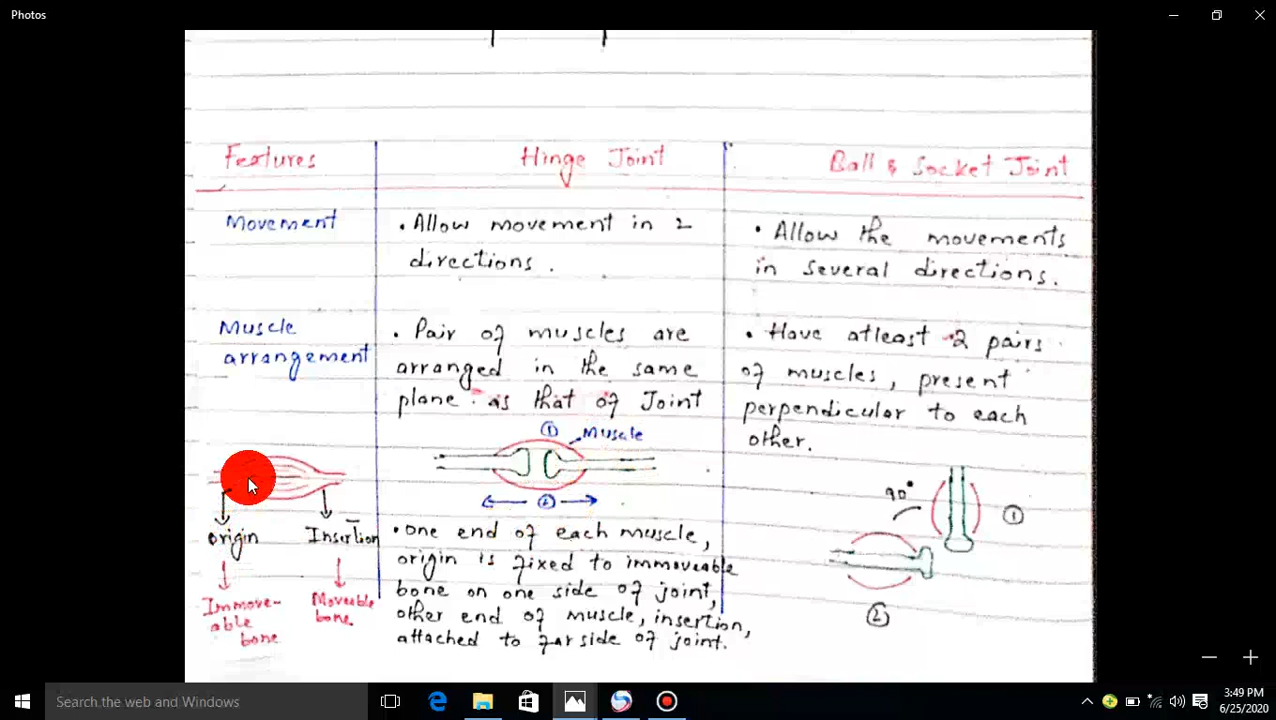 Photos
Features
Hinge Joint
Ball & Socket Joint
Movement
• Allow movement in 2
directions.
• Allow the movements
in several directions.
Muscle
arrangement
• Pair of muscles are
arranged in the same
plane as that of Joint
• Have atleast 2 pairs
of muscles, present
perpendicular to each
other.
① Muscle
②
Origin
Insertion
Immove-
able
bone
Moveable
bone.
• One end of each muscle,
origin is fixed to immoveable
bone on one side of joint,
other end of muscle, insertion,
attached to far side of joint.
90°
①
②
Search the web and Windows
3:49 PM
6/25/2020